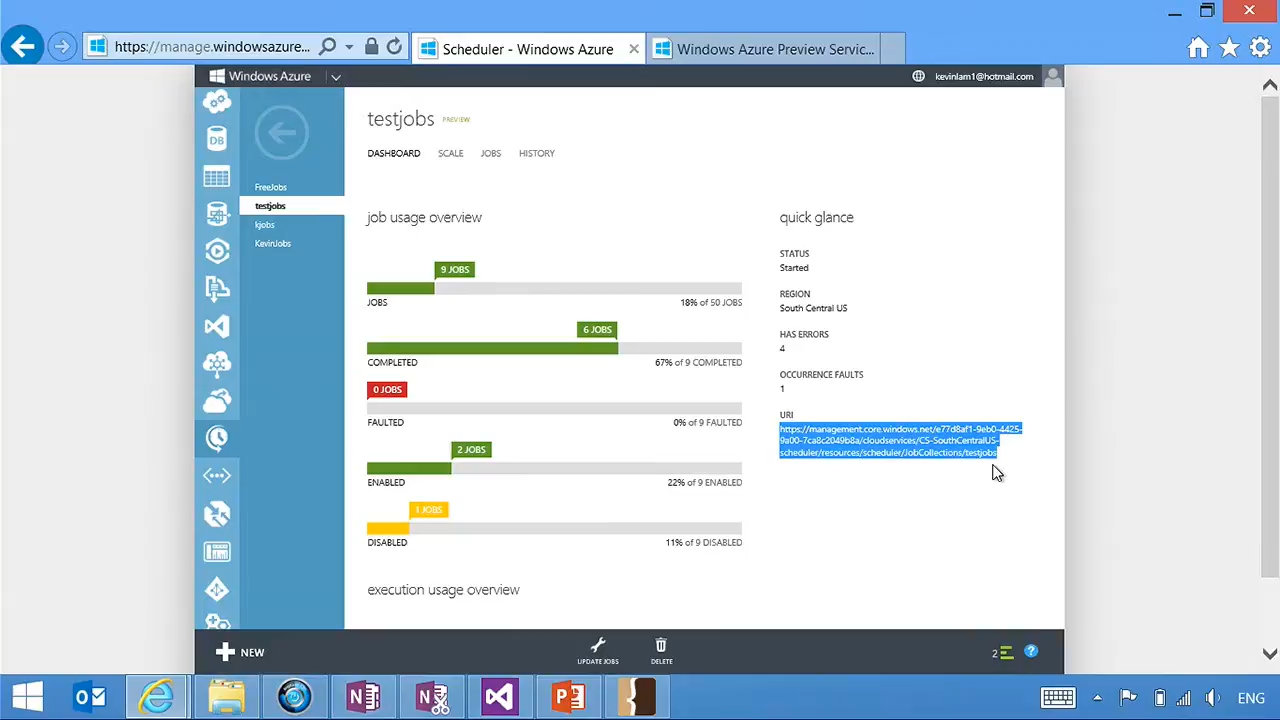 https://manage.windowsazure...
Scheduler - Windows Azure
Windows Azure Preview Servic...
Windows Azure
kevinlam1@hotmail.com
DB
FreeJobs
testjobs
kjobs
KevinJobs
testjobs PREVIEW
DASHBOARD SCALE JOBS HISTORY
job usage overview
9 JOBS
JOBS 18% of 50 JOBS
6 JOBS
COMPLETED 67% of 9 COMPLETED
0 JOBS
FAULTED 0% of 9 FAULTED
2 JOBS
ENABLED 22% of 9 ENABLED
1 JOBS
DISABLED 11% of 9 DISABLED
execution usage overview
quick glance
STATUS
Started
REGION
South Central US
HAS ERRORS
4
OCCURRENCE FAULTS
1
URI
https://management.core.windows.net/e77d8af1-9eb0-4425-
9a00-7ca8c2049b8a/cloudservices/CS-SouthCentralUS-
scheduler/resources/scheduler/JobCollections/testjobs
NEW
UPDATE JOBS
DELETE
2
?
ENG